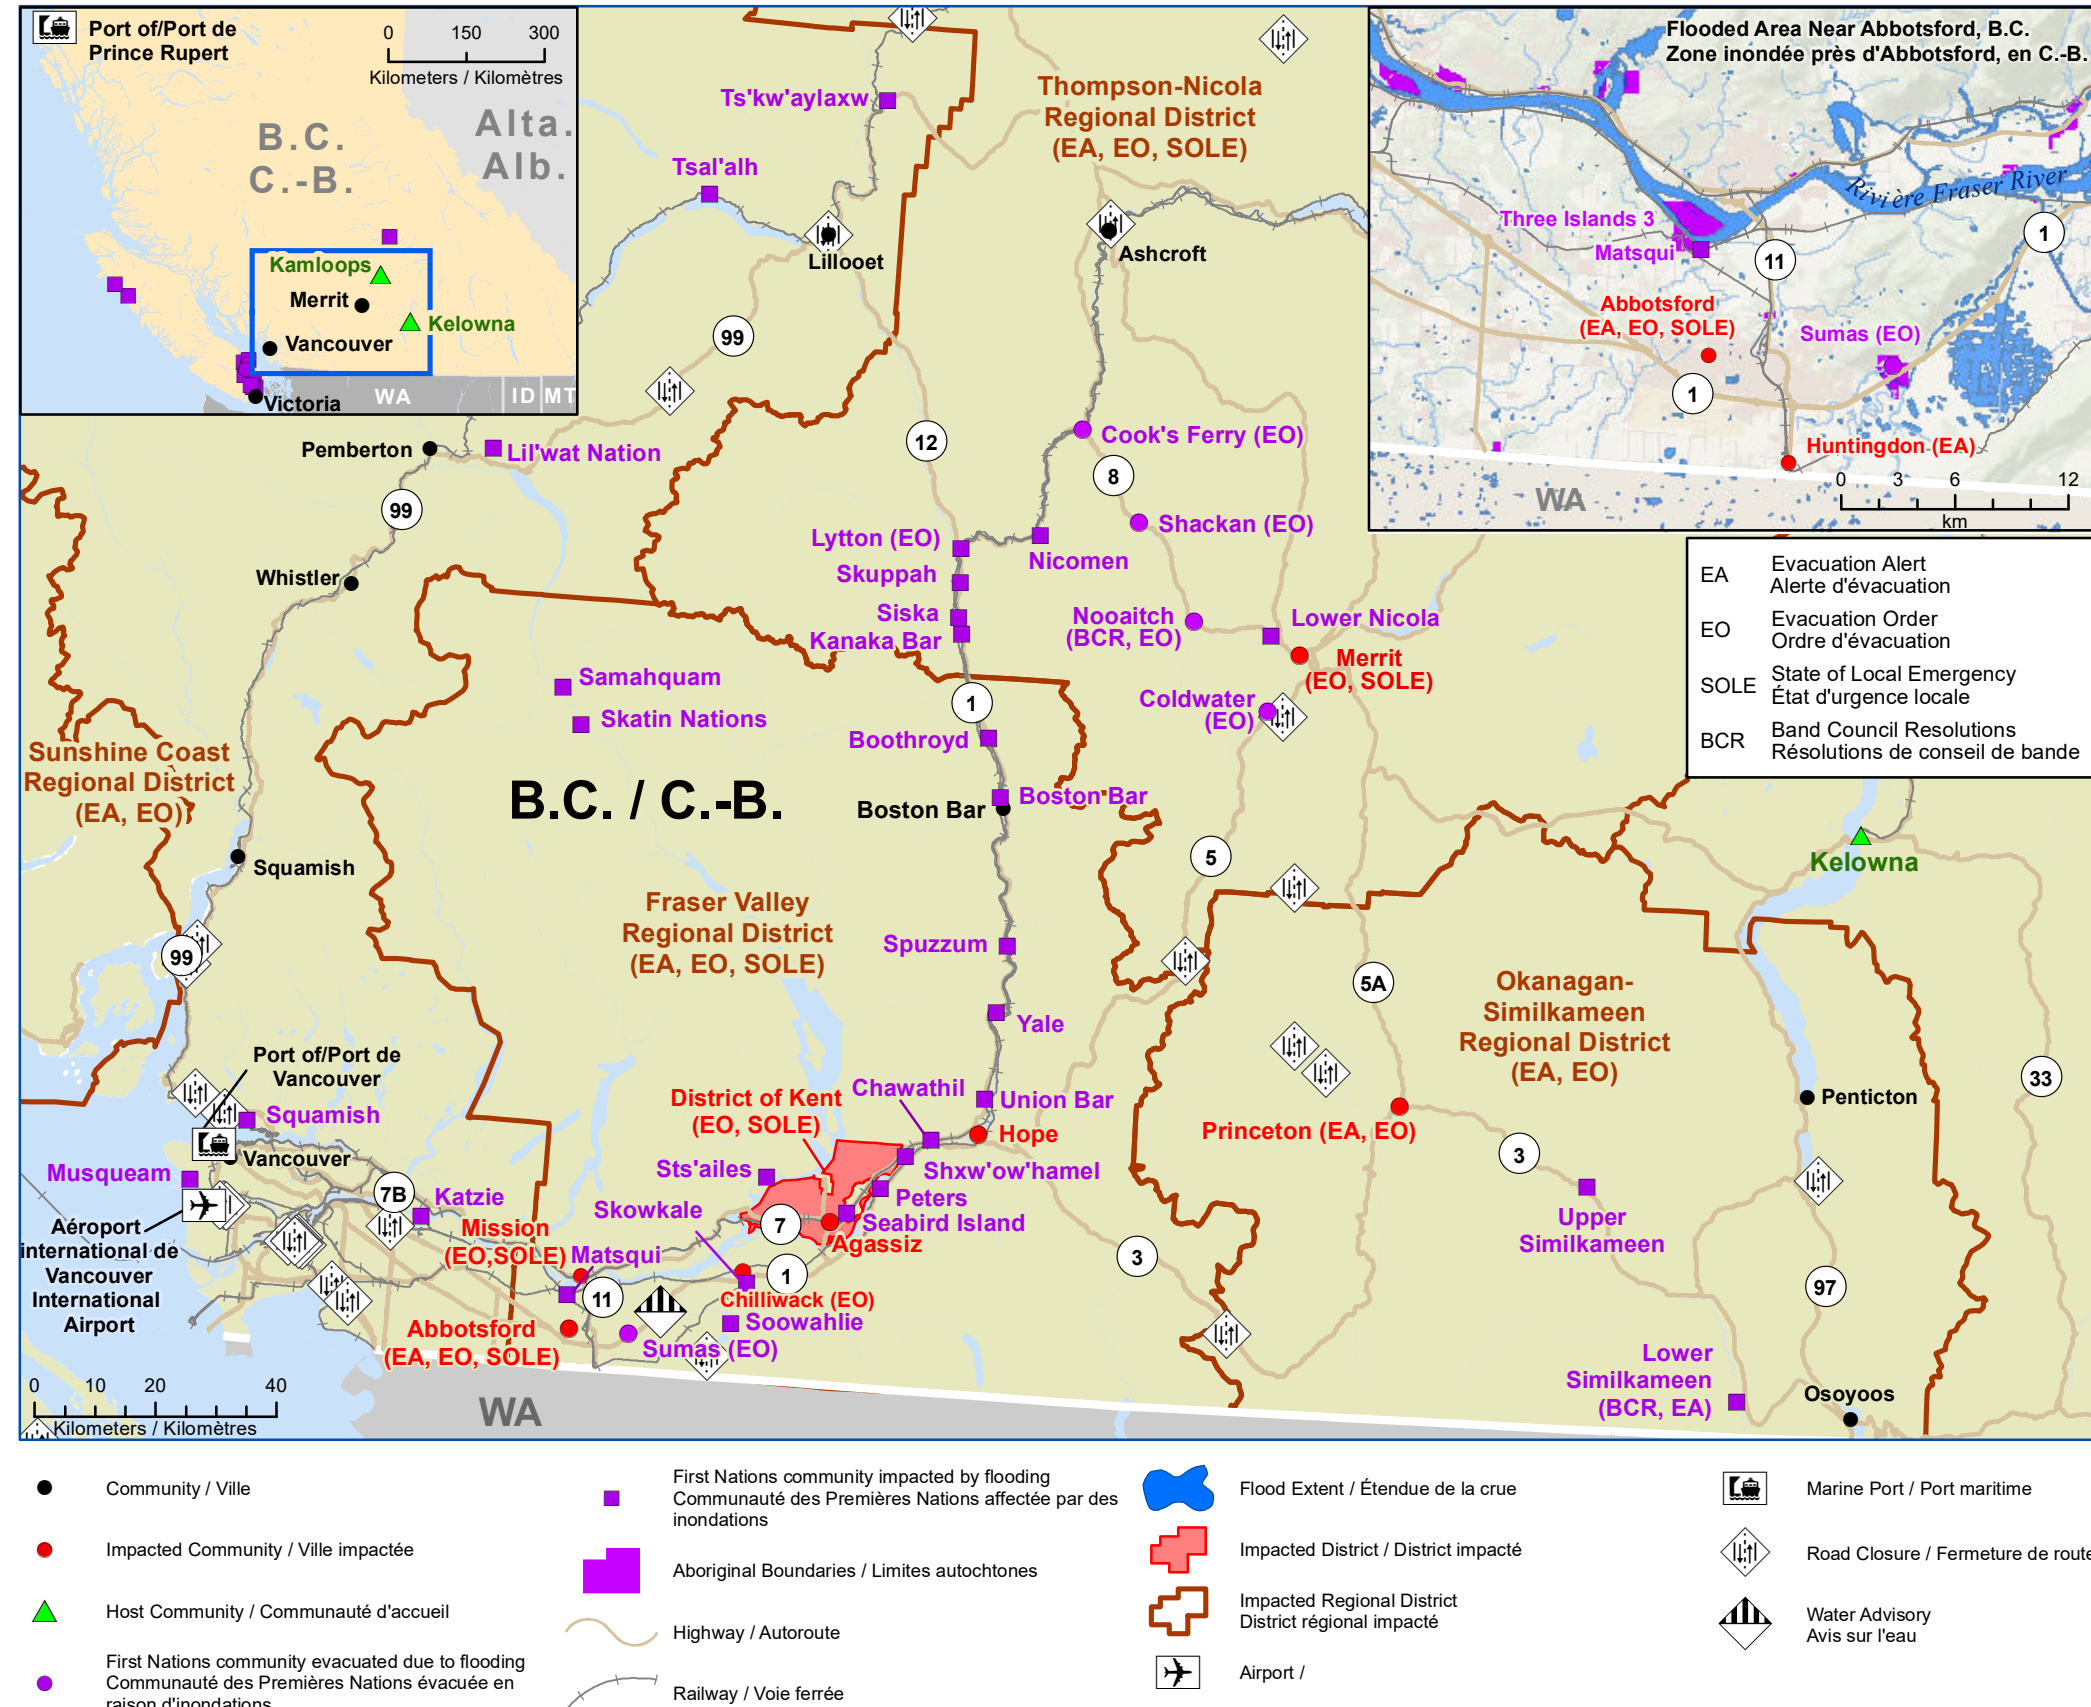 Port of/Port de
Prince Rupert
0 150 300
Kilometers / Kilomètres
B.C.
C.-B.
Alta.
Alb.
Kamloops
Merrit
Kelowna
Vancouver
Victoria
WA
ID
MT
Flooded Area Near Abbotsford, B.C.
Zone inondée près d'Abbotsford, en C.-B.
Rivière Fraser River
Three Islands 3
Matsqui
1
11
Abbotsford
(EA, EO, SOLE)
Sumas (EO)
1
Huntingdon (EA)
WA
0 3 6 12
km
EA
Evacuation Alert
Alerte d'évacuation
EO
Evacuation Order
Ordre d'évacuation
SOLE
State of Local Emergency
État d'urgence locale
BCR
Band Council Resolutions
Résolutions de conseil de bande
Thompson-Nicola
Regional District
(EA, EO, SOLE)
Ts'kw'aylaxw
Tsal'alh
Lillooet
Ashcroft
99
12
8
Cook's Ferry (EO)
Pemberton
Lil'wat Nation
99
Shackan (EO)
Lytton (EO)
Nicomen
Skuppah
Whistler
Siska
Kanaka Bar
Nooaitch
(BCR, EO)
Lower Nicola
Merrit
(EO, SOLE)
Samahquam
Skatin Nations
1
Coldwater
(EO)
Boothroyd
Sunshine Coast
Regional District
(EA, EO)
B.C. / C.-B.
Boston Bar
Boston Bar
5
Kelowna
Squamish
Fraser Valley
Regional District
(EA, EO, SOLE)
Spuzzum
99
5A
Okanagan-
Similkameen
Regional District
(EA, EO)
Yale
Port of/Port de
Vancouver
Squamish
Vancouver
Musqueam
District of Kent
(EO, SOLE)
Chawathil
Union Bar
Hope
Princeton (EA, EO)
Penticton
33
3
Sts'ailes
Shxw'ow'hamel
Peters
Seabird Island
Agassiz
Skowkale
7
7B
Katzie
Mission
(EO,SOLE)
Matsqui
Aéroport
international de
Vancouver
International
Airport
Upper
Similkameen
3
97
1
11
Chilliwack (EO)
Soowahlie
Abbotsford
(EA, EO, SOLE)
Sumas (EO)
Lower
Similkameen
(BCR, EA)
Osoyoos
0 10 20 40
Kilometers / Kilomètres
WA
Community / Ville
Impacted Community / Ville impactée
Host Community / Communauté d'accueil
First Nations community evacuated due to flooding
Communauté des Premières Nations évacuée en
raison d'inondations
First Nations community impacted by flooding
Communauté des Premières Nations affectée par des
inondations
Aboriginal Boundaries / Limites autochtones
Highway / Autoroute
Railway / Voie ferrée
Flood Extent / Étendue de la crue
Impacted District / District impacté
Impacted Regional District
District régional impacté
Airport /
Marine Port / Port maritime
Road Closure / Fermeture de route
Water Advisory
Avis sur l'eau